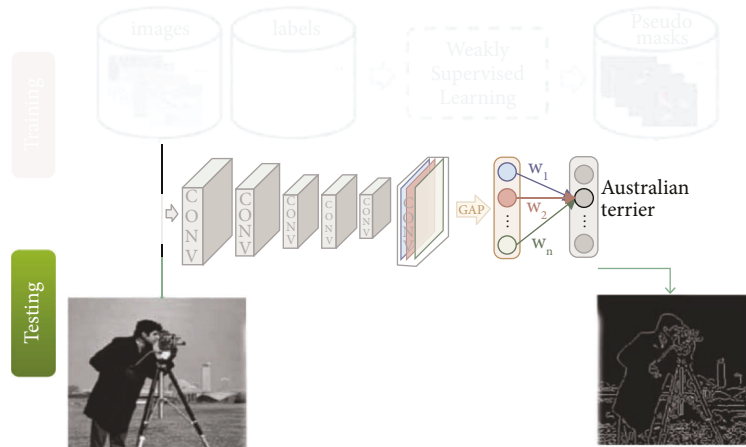 images
labels
Pseudo
masks
Weakly
Supervised
Learning
Training
CONV
CONV
CONV
CONV
CONV
CONV
GAP
w1
w2
wn
Australian
terrier
Testing